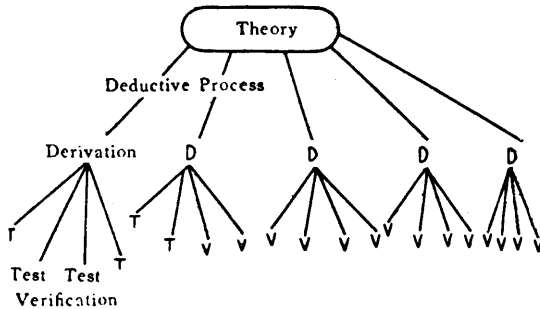 Theory
Deductive Process
Derivation D D D D
T T
T V V V V V V V V V V V V V V
T
Test Test
Verification